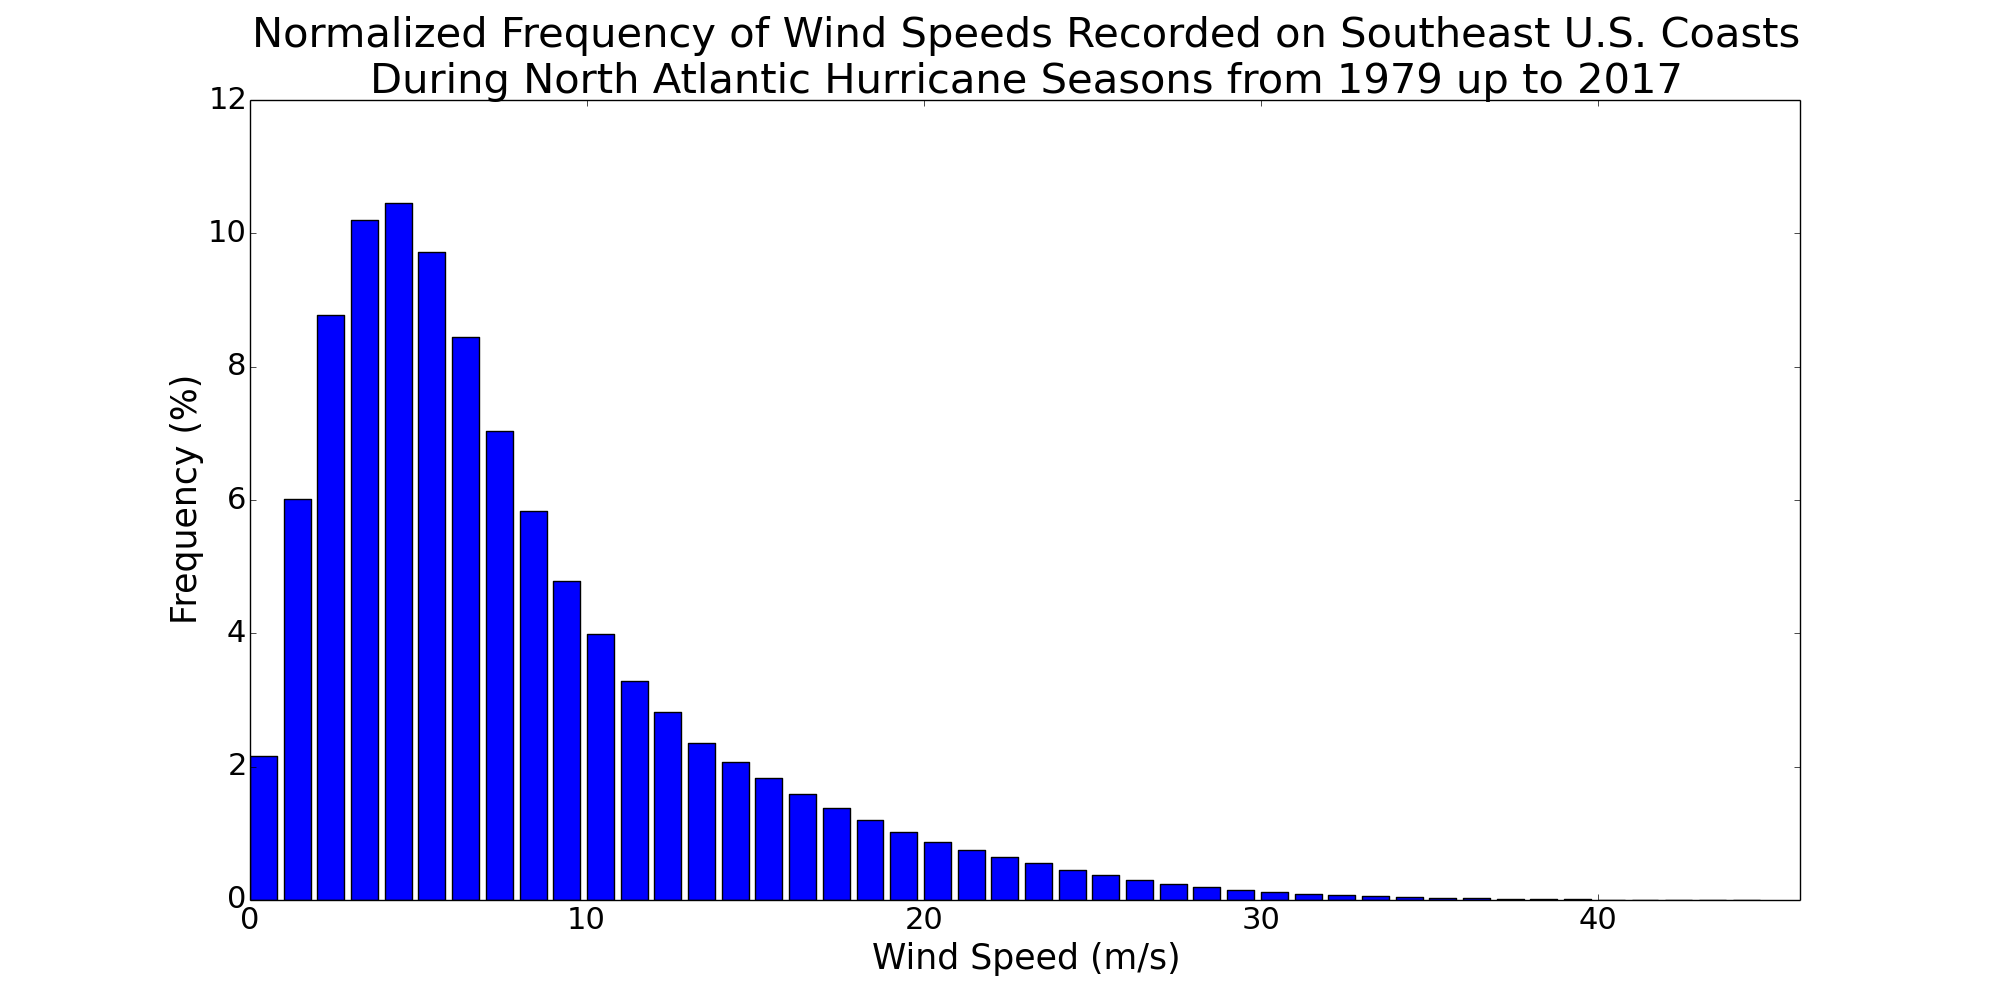 Normalized Frequency of Wind Speeds Recorded on Southeast U.S. Coasts
During North Atlantic Hurricane Seasons from 1979 up to 2017
12
10
8
6
4
2
0
Frequency (%)
0 10 20 30 40
Wind Speed (m/s)